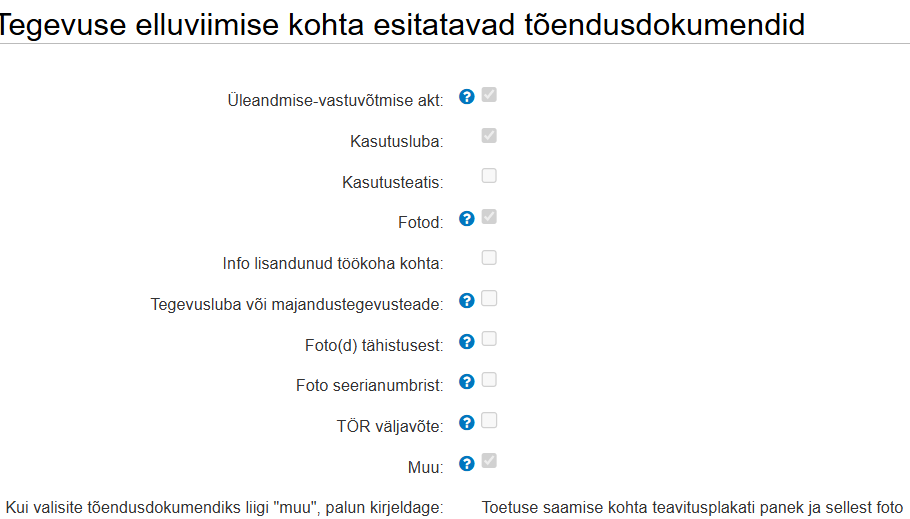 Tegevuse elluviimise kohta esitatavad tõendusdokumendid
Üleandmise-vastuvõtmise akt:
Kasutusluba:
Kasutusteatis:
Fotod:
Info lisandunud töökoha kohta:
Tegevusluba või majandustegevusteade:
Foto(d) tähistusest:
Foto seerianumbrist:
TÖR väljavõte:
Muu:
Kui valisite tõendusdokumendiks liigi "muu", palun kirjeldage: Toetuse saamise kohta teavitusplakati panek ja sellest foto